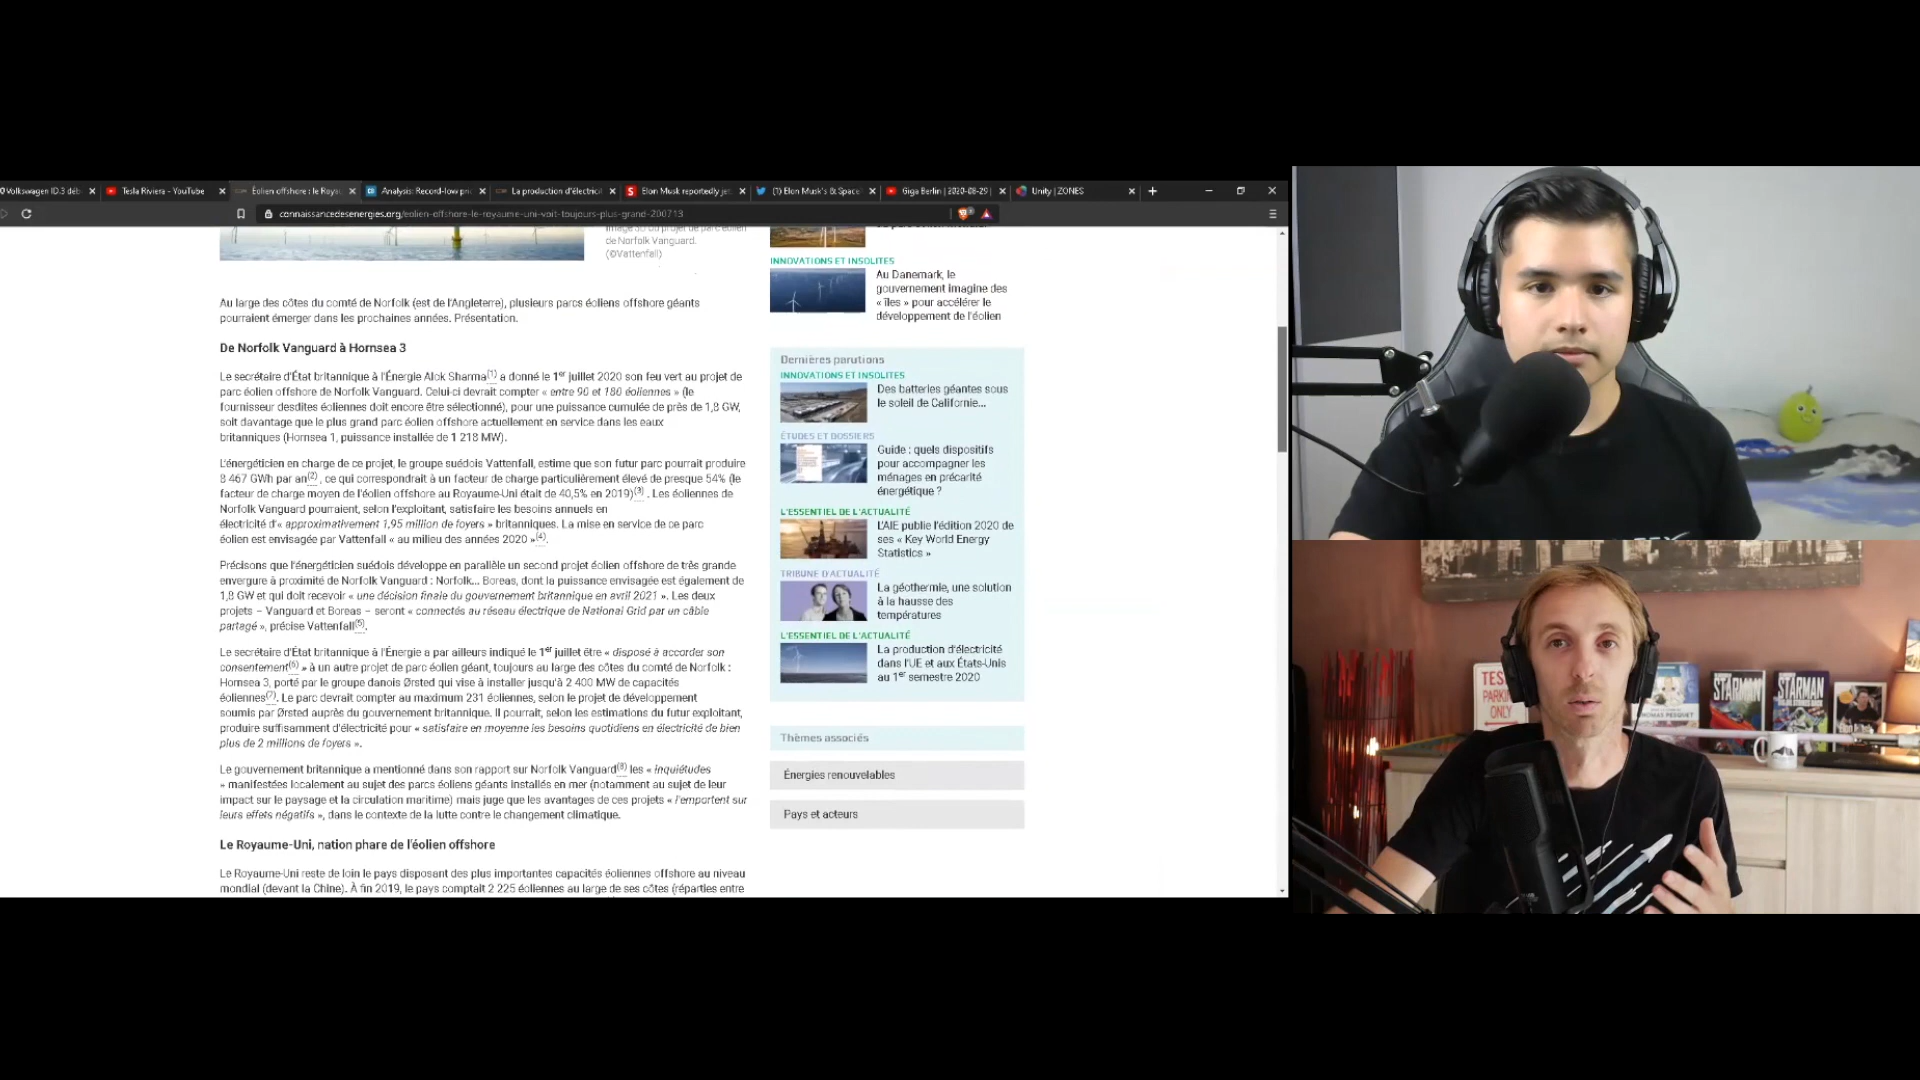 Volkswagen ID.3 déb
Tesla Riviera - YouTube
Éolien offshore : le Roya
Analysis: Record-low pric
La production d'électric
Elon Musk reportedly je
(1) Elon Musk's & Space
Giga Berlin | 2020-08-29 |
Unity | ZONES
connaissancedesenergies.org/eolien-offshore-le-royaume-uni-voit-toujours-plus-grand-200713
de Norfolk Vanguard.
(©Vattenfall)
Au large des côtes du comté de Norfolk (est de l'Angleterre), plusieurs parcs éoliens offshore géants
pourraient émerger dans les prochaines années. Présentation.
De Norfolk Vanguard à Hornsea 3
Le secrétaire d'État britannique à l'Énergie Alok Sharma(1) a donné le 1er juillet 2020 son feu vert au projet de
parc éolien offshore de Norfolk Vanguard. Celui-ci devrait compter « entre 90 et 180 éoliennes » (le
fournisseur desdites éoliennes doit encore être sélectionné), pour une puissance cumulée de près de 1,8 GW,
soit davantage que le plus grand parc éolien offshore actuellement en service dans les eaux
britanniques (Hornsea 1, puissance installée de 1 218 MW).
L'énergéticien en charge de ce projet, le groupe suédois Vattenfall, estime que son futur parc pourrait produire
8 467 GWh par an(2), ce qui correspondrait à un facteur de charge particulièrement élevé de presque 54% (le
facteur de charge moyen de l'éolien offshore au Royaume-Uni était de 40,5% en 2019)(3) . Les éoliennes de
Norfolk Vanguard pourraient, selon l'exploitant, satisfaire les besoins annuels en
électricité d'« approximativement 1,95 million de foyers » britanniques. La mise en service de ce parc
éolien est envisagée par Vattenfall « au milieu des années 2020 »(4).
Précisons que l'énergéticien suédois développe en parallèle un second projet éolien offshore de très grande
envergure à proximité de Norfolk Vanguard : Norfolk... Boreas, dont la puissance envisagée est également de
1,8 GW et qui doit recevoir « une décision finale du gouvernement britannique en avril 2021 ». Les deux
projets – Vanguard et Boreas – seront « connectés au réseau électrique de National Grid par un câble
partagé », précise Vattenfall(5).
Le secrétaire d'État britannique à l'Énergie a par ailleurs indiqué le 1er juillet être « disposé à accorder son
consentement(6) » à un autre projet de parc éolien géant, toujours au large des côtes du comté de Norfolk :
Hornsea 3, porté par le groupe danois Ørsted qui vise à installer jusqu'à 2 400 MW de capacités
éoliennes(7). Le parc devrait compter au maximum 231 éoliennes, selon le projet de développement
soumis par Ørsted auprès du gouvernement britannique. Il pourrait, selon les estimations du futur exploitant,
produire suffisamment d'électricité pour « satisfaire en moyenne les besoins quotidiens en électricité de bien
plus de 2 millions de foyers ».
Le gouvernement britannique a mentionné dans son rapport sur Norfolk Vanguard(8) les « inquiétudes
» manifestées localement au sujet des parcs éoliens géants installés en mer (notamment au sujet de leur
impact sur le paysage et la circulation maritime) mais juge que les avantages de ces projets « l'emportent sur
leurs effets négatifs », dans le contexte de la lutte contre le changement climatique.
Le Royaume-Uni, nation phare de l'éolien offshore
Le Royaume-Uni reste de loin le pays disposant des plus importantes capacités éoliennes offshore au niveau
mondial (devant la Chine). À fin 2019, le pays comptait 2 225 éoliennes au large de ses côtes (réparties entre
INNOVATIONS ET INSOLITES
Au Danemark, le
gouvernement imagine des
« îles » pour accélérer le
développement de l'éolien
Dernières parutions
INNOVATIONS ET INSOLITES
Des batteries géantes sous
le soleil de Californie...
ÉTUDES ET DOSSIERS
Guide : quels dispositifs
pour accompagner les
ménages en précarité
énergétique ?
L'ESSENTIEL DE L'ACTUALITÉ
L'AIE publie l'édition 2020 de
ses « Key World Energy
Statistics »
TRIBUNE D'ACTUALITÉ
La géothermie, une solution
à la hausse des
températures
L'ESSENTIEL DE L'ACTUALITÉ
La production d'électricité
dans l'UE et aux États-Unis
au 1er semestre 2020
Thèmes associés
Énergies renouvelables
Pays et acteurs
PARKING
ONLY
STARMAN
STARMAN